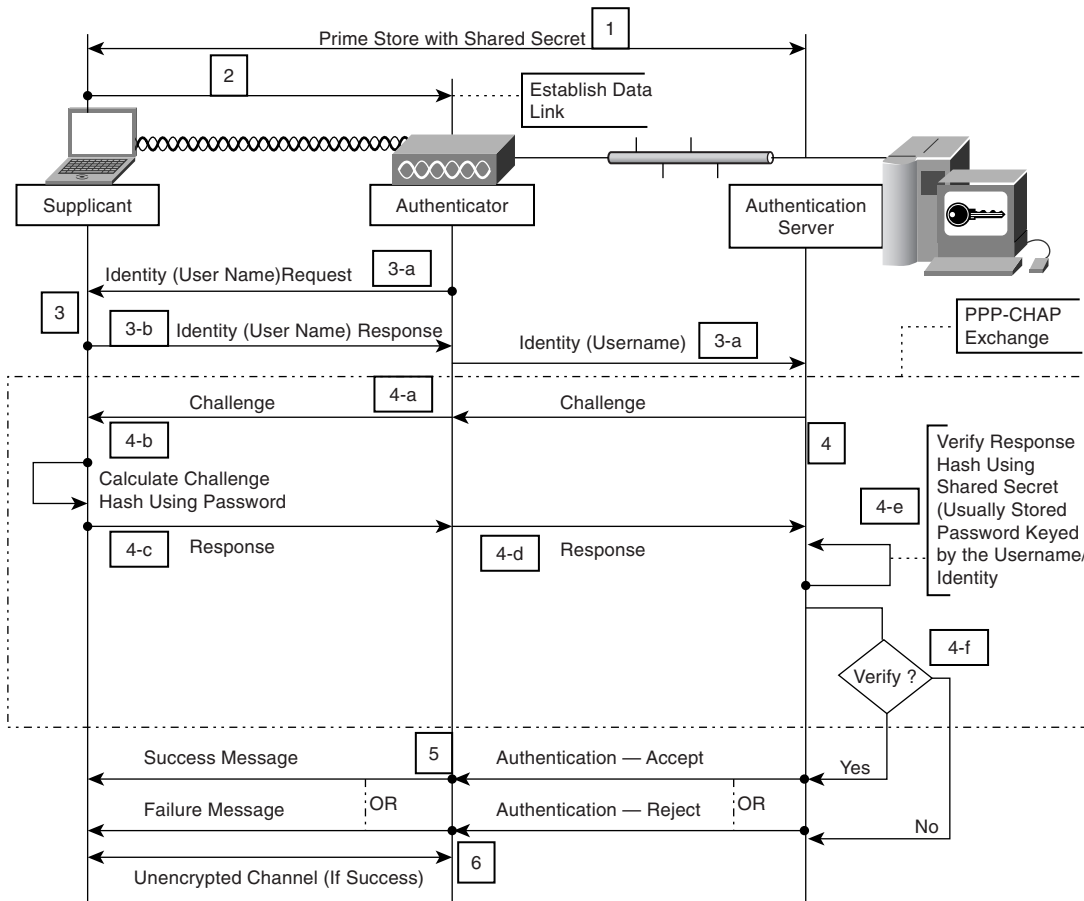 Prime Store with Shared Secret
1
2
Establish Data
Link
Supplicant
Authenticator
Authentication
Server
Identity (User Name)Request
3-a
3
3-b
Identity (User Name) Response
Identity (Username)
3-a
PPP-CHAP
Exchange
Challenge
4-a
Challenge
4-b
4
Calculate Challenge
Hash Using Password
Verify Response
Hash Using
Shared Secret
(Usually Stored
Password Keyed
by the Username/
Identity
4-e
4-c
Response
4-d
Response
4-f
Verify ?
Success Message
5
Authentication — Accept
Yes
OR
OR
Failure Message
Authentication — Reject
No
6
Unencrypted Channel (If Success)